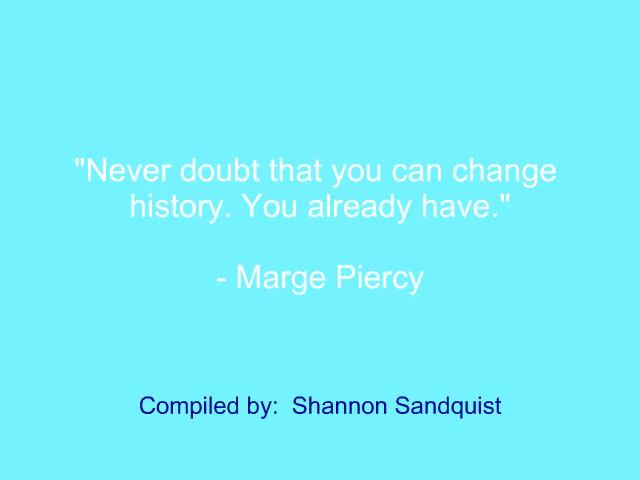 "Never doubt that you can change
history. You already have."
- Marge Piercy
Compiled by:  Shannon Sandquist